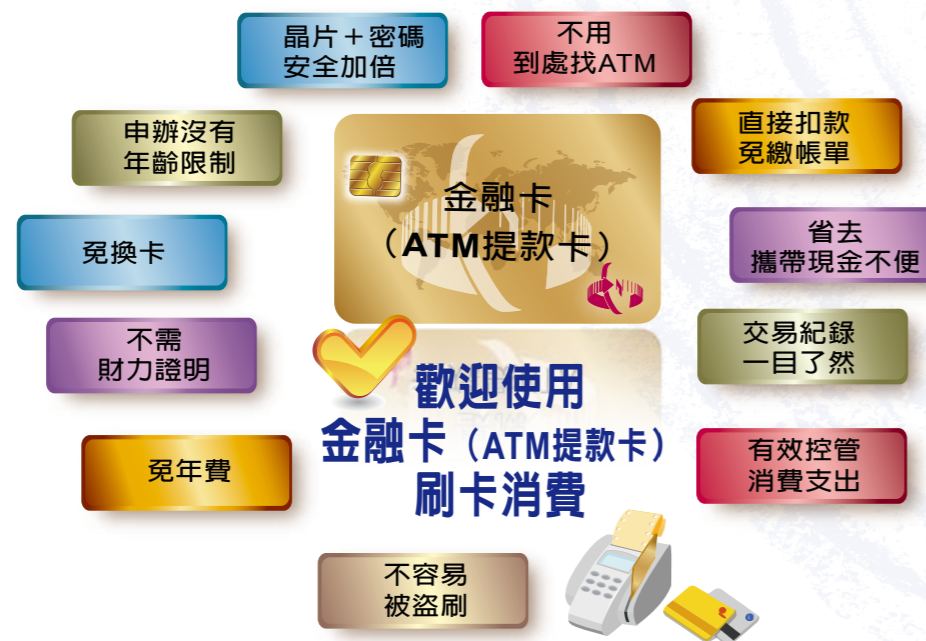 晶片＋密碼
安全加倍
不用
到處找ATM
申辦沒有
年齡限制
直接扣款
免繳帳單
金融卡
（ATM提款卡）
免換卡
省去
攜帶現金不便
不需
財力證明
交易紀錄
一目了然
歡迎使用
金融卡（ATM提款卡）
刷卡消費
免年費
有效控管
消費支出
不容易
被盜刷